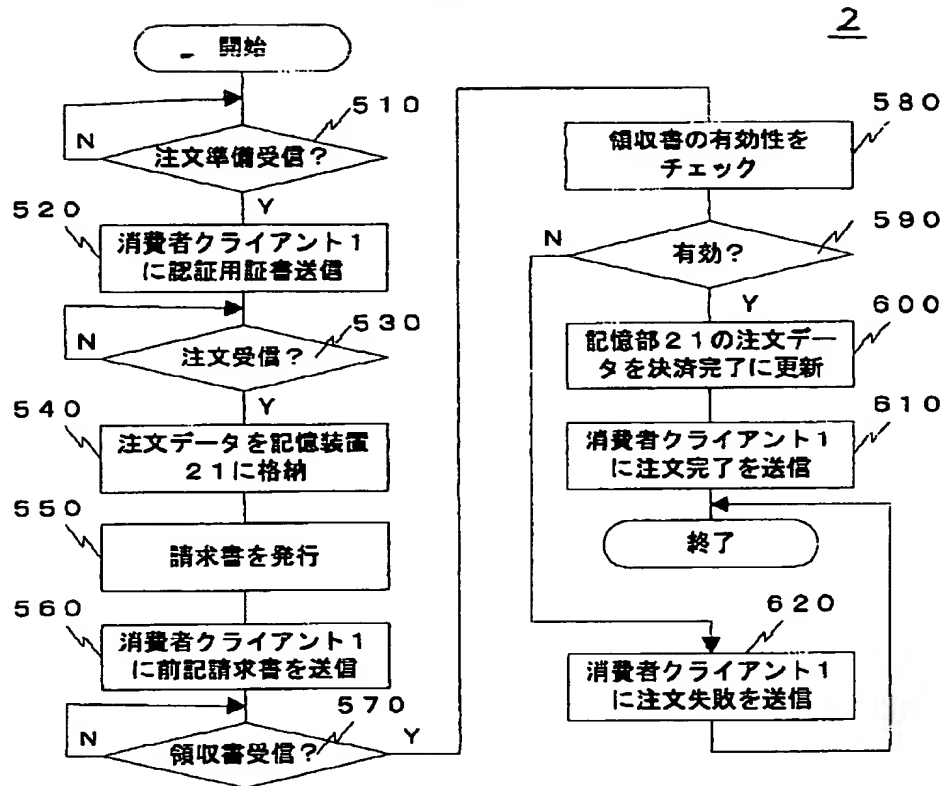 2
開始
510
注文準備受信?
N
Y
520
消費者クライアント1
に認証用証書送信
530
注文受信?
N
Y
540
注文データを記憶装置
21に格納
550
請求書を発行
560
消費者クライアント1
に前記請求書を送信
570
領収書受信?
N
Y
580
領収書の有効性を
チェック
590
有効?
N
Y
600
記憶部21の注文デー
タを決済完了に更新
610
消費者クライアント1
に注文完了を送信
終了
620
消費者クライアント1
に注文失敗を送信